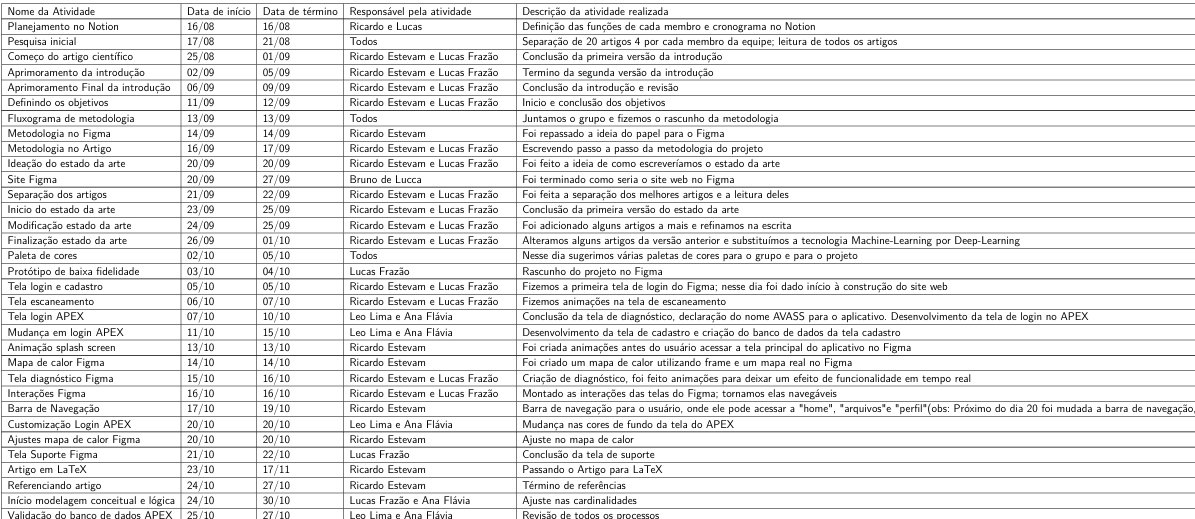 Nome da Atividade Data de início Data de término Responsável pela atividade Descrição da atividade realizada
Planejamento no Notion 16/08 16/08 Ricardo e Lucas Definição das funções de cada membro e cronograma no Notion
Pesquisa inicial 17/08 21/08 Todos Separação de 20 artigos 4 por cada membro da equipe; leitura de todos os artigos
Começo do artigo científico 25/08 01/09 Ricardo Estevam e Lucas Frazão Conclusão da primeira versão da introdução
Aprimoramento da introdução 02/09 05/09 Ricardo Estevam e Lucas Frazão Termino da segunda versão da introdução
Aprimoramento Final da introdução 06/09 09/09 Ricardo Estevam e Lucas Frazão Conclusão da introdução e revisão
Definindo os objetivos 11/09 12/09 Ricardo Estevam e Lucas Frazão Inicio e conclusão dos objetivos
Fluxograma de metodologia 13/09 13/09 Todos Juntamos o grupo e fizemos o rascunho da metodologia
Metodologia no Figma 14/09 14/09 Ricardo Estevam Foi repassado a ideia do papel para o Figma
Metodologia no Artigo 16/09 17/09 Ricardo Estevam e Lucas Frazão Escrevendo passo a passo da metodologia do projeto
Ideação do estado da arte 20/09 20/09 Ricardo Estevam e Lucas Frazão Foi feito a ideia de como escreveríamos o estado da arte
Site Figma 20/09 27/09 Bruno de Lucca Foi terminado como seria o site web no Figma
Separação dos artigos 21/09 22/09 Ricardo Estevam e Lucas Frazão Foi feita a separação dos melhores artigos e a leitura deles
Inicio do estado da arte 23/09 25/09 Ricardo Estevam e Lucas Frazão Conclusão da primeira versão do estado da arte
Modificação estado da arte 24/09 25/09 Ricardo Estevam e Lucas Frazão Foi adicionado alguns artigos a mais e refinamos na escrita
Finalização estado da arte 26/09 01/10 Ricardo Estevam e Lucas Frazão Alteramos alguns artigos da versão anterior e substituímos a tecnologia Machine-Learning por Deep-Learning
Paleta de cores 02/10 05/10 Todos Nesse dia sugerimos várias paletas de cores para o grupo e para o projeto
Protótipo de baixa fidelidade 03/10 04/10 Lucas Frazão Rascunho do projeto no Figma
Tela login e cadastro 05/10 05/10 Ricardo Estevam e Lucas Frazão Fizemos a primeira tela de login do Figma; nesse dia foi dado início à construção do site web
Tela escaneamento 06/10 07/10 Ricardo Estevam e Lucas Frazão Fizemos animações na tela de escaneamento
Tela login APEX 07/10 10/10 Leo Lima e Ana Flávia Conclusão da tela de diagnóstico, declaração do nome AVASS para o aplicativo. Desenvolvimento da tela de login no APEX
Mudança em login APEX 11/10 15/10 Leo Lima e Ana Flávia Desenvolvimento da tela de cadastro e criação do banco de dados da tela cadastro
Animação splash screen 13/10 13/10 Ricardo Estevam Foi criada animações antes do usuário acessar a tela principal do aplicativo no Figma
Mapa de calor Figma 14/10 14/10 Ricardo Estevam Foi criado um mapa de calor utilizando frame e um mapa real no Figma
Tela diagnóstico Figma 15/10 16/10 Ricardo Estevam e Lucas Frazão Criação de diagnóstico, foi feito animações para deixar um efeito de funcionalidade em tempo real
Interações Figma 16/10 16/10 Ricardo Estevam e Lucas Frazão Montado as interações das telas do Figma; tornamos elas navegáveis
Barra de Navegação 17/10 19/10 Ricardo Estevam Barra de navegação para o usuário, onde ele pode acessar a "home", "arquivos"e "perfil"(obs: Próximo do dia 20 foi mudada a barra de navegação,
Customização Login APEX 20/10 20/10 Leo Lima e Ana Flávia Mudança nas cores de fundo da tela do APEX
Ajustes mapa de calor Figma 20/10 20/10 Ricardo Estevam Ajuste no mapa de calor
Tela Suporte Figma 21/10 22/10 Lucas Frazão Conclusão da tela de suporte
Artigo em LaTeX 23/10 17/11 Ricardo Estevam Passando o Artigo para LaTeX
Referenciando artigo 24/10 27/10 Ricardo Estevam Término de referências
Início modelagem conceitual e lógica 24/10 30/10 Lucas Frazão e Ana Flávia Ajuste nas cardinalidades
Validação do banco de dados APEX 25/10 27/10 Leo Lima e Ana Flávia Revisão de todos os processos